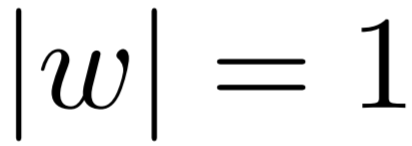 |w| = 1